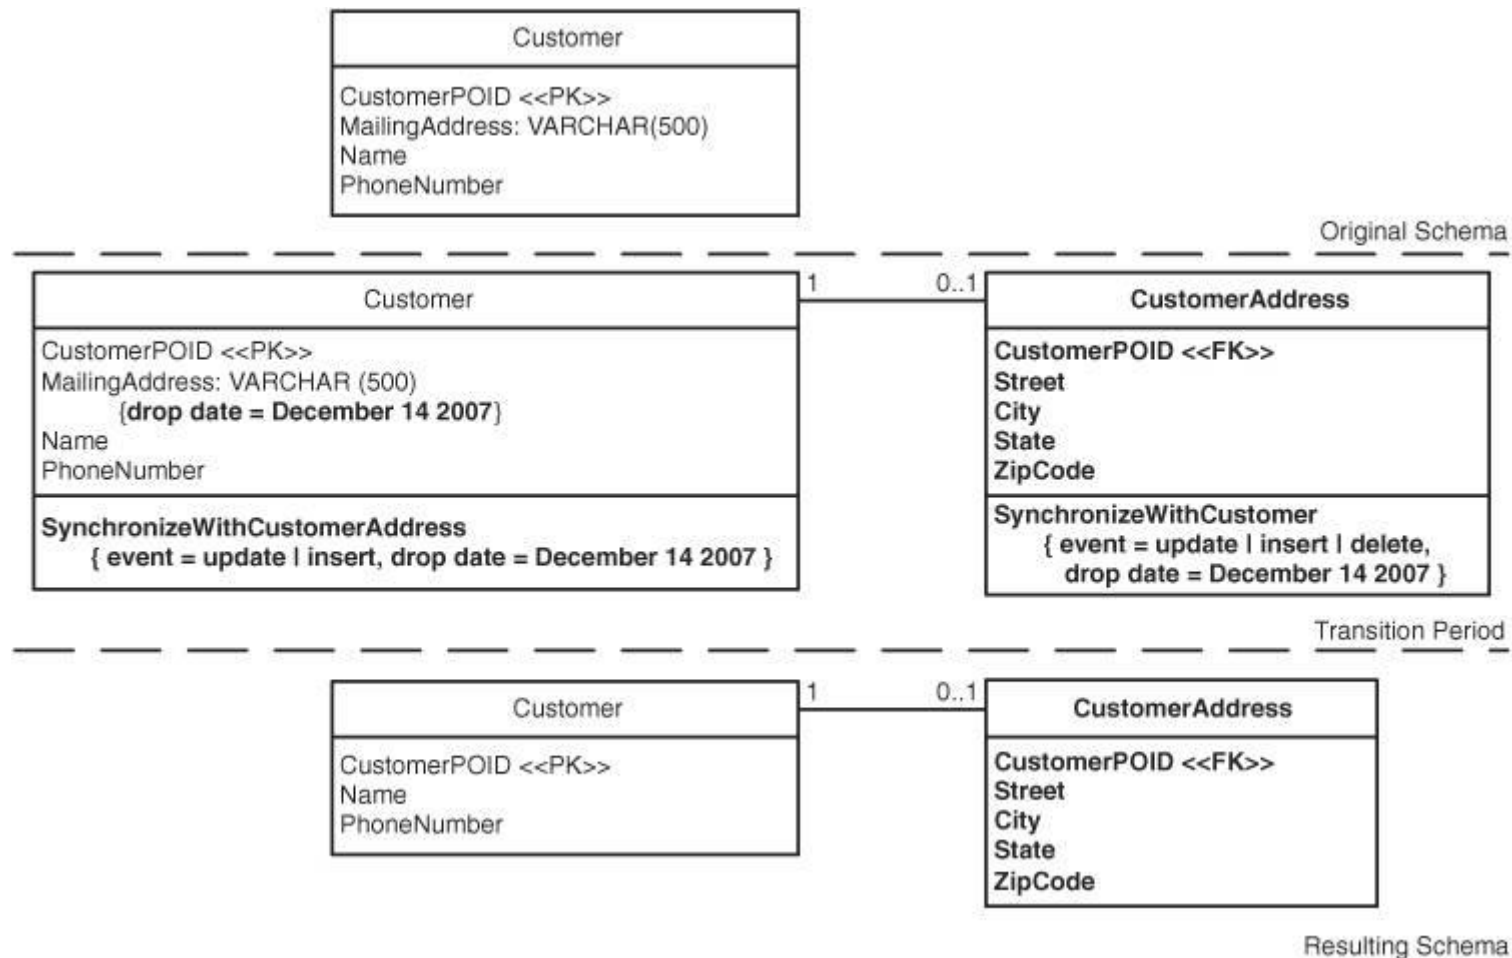 Customer
CustomerPOID <<PK>>
MailingAddress: VARCHAR(500)
Name
PhoneNumber
Original Schema
Customer
CustomerPOID <<PK>>
MailingAddress: VARCHAR (500)
{drop date = December 14 2007}
Name
PhoneNumber
SynchronizeWithCustomerAddress
{ event = update | insert, drop date = December 14 2007 }
1
0..1
CustomerAddress
CustomerPOID <<FK>>
Street
City
State
ZipCode
SynchronizeWithCustomer
{ event = update | insert | delete,
drop date = December 14 2007 }
Transition Period
Customer
CustomerPOID <<PK>>
Name
PhoneNumber
1
0..1
CustomerAddress
CustomerPOID <<FK>>
Street
City
State
ZipCode
Resulting Schema